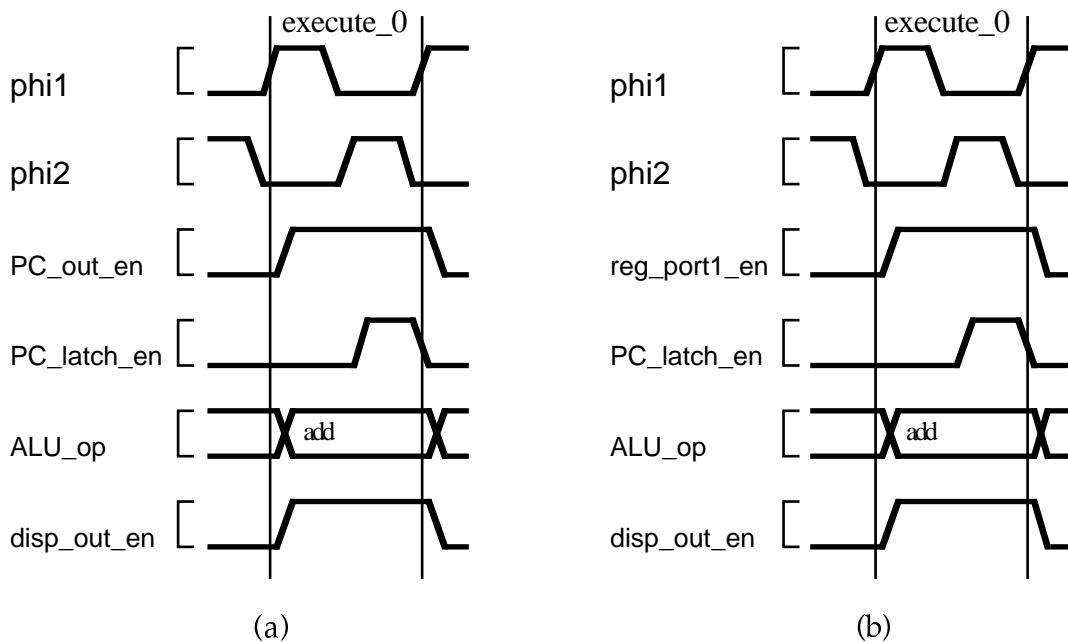 execute_0
phi1
phi2
PC_out_en
PC_latch_en
ALU_op
add
disp_out_en
(a)
execute_0
phi1
phi2
reg_port1_en
PC_latch_en
ALU_op
add
disp_out_en
(b)